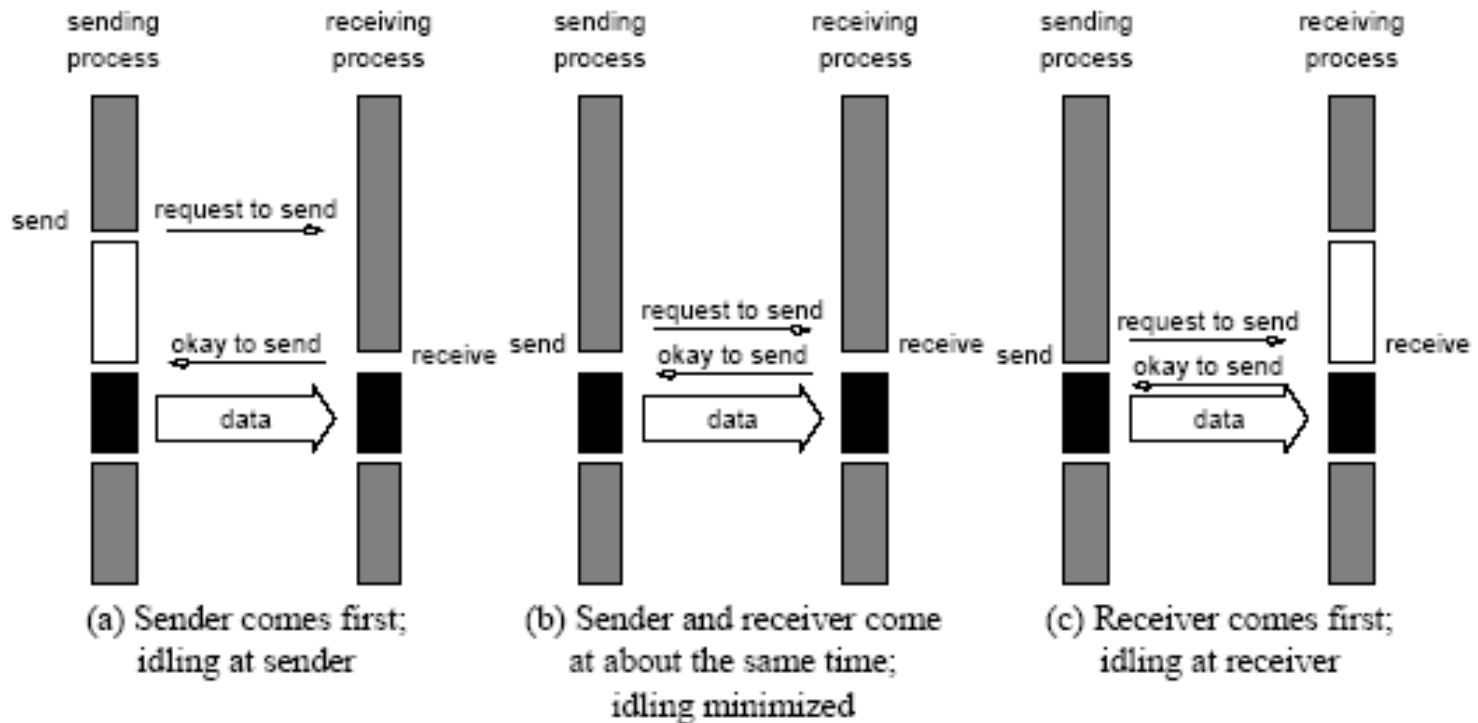 sending
process
receiving
process
send
request to send
okay to send
receive
data
(a) Sender comes first;
idling at sender
sending
process
receiving
process
request to send
send
okay to send
receive
data
(b) Sender and receiver come
at about the same time;
idling minimized
sending
process
receiving
process
request to send
send
okay to send
receive
data
(c) Receiver comes first;
idling at receiver